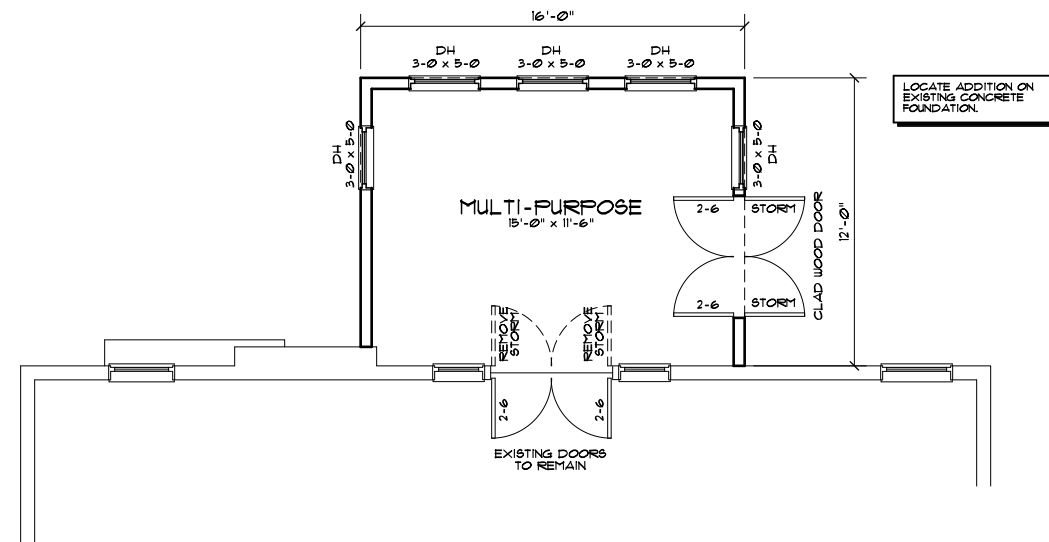 16'-0"
DH
3-0 x 5-0
DH
3-0 x 5-0
DH
3-0 x 5-0
LOCATE ADDITION ON
EXISTING CONCRETE
FOUNDATION.
DH
3-0 x 5-0
3-0 x 5-0
DH
MULTI-PURPOSE
15'-0" x 11'-6"
2-6
STORM
2-6
STORM
CLAD WOOD DOOR
12'-0"
REMOVE
STORM
REMOVE
STORM
2-6
2-6
EXISTING DOORS
TO REMAIN